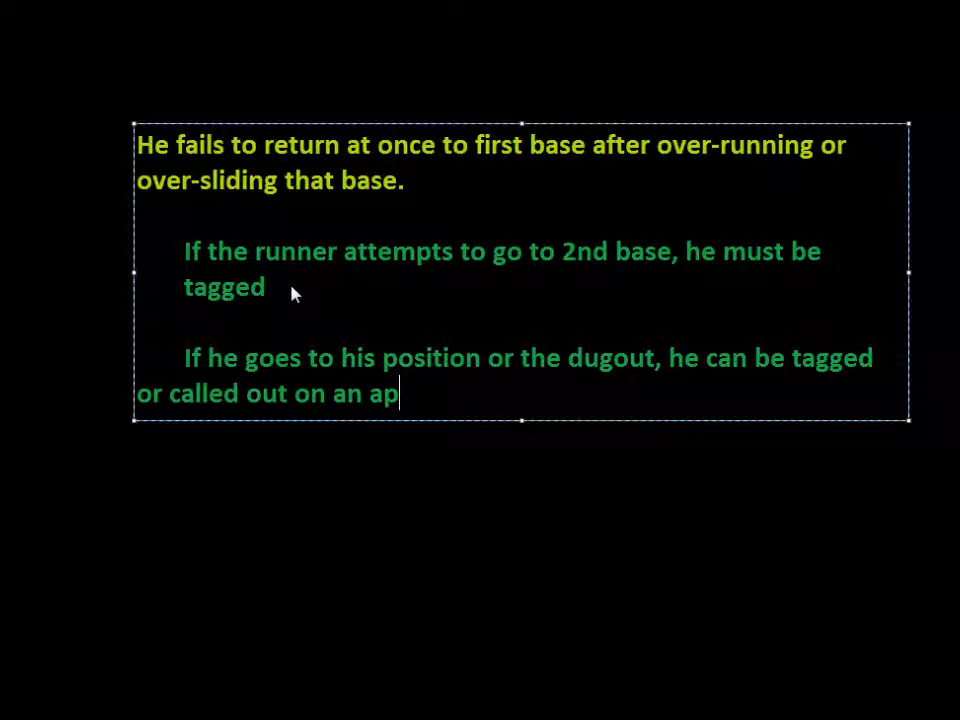 He fails to return at once to first base after over-running or
over-sliding that base.
If the runner attempts to go to 2nd base, he must be
tagged
If he goes to his position or the dugout, he can be tagged
or called out on an ap